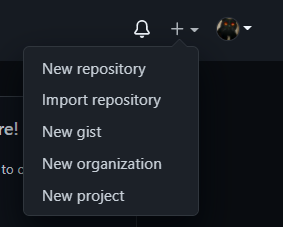 New repository
Import repository
re!
New gist
New organization
to c
New project